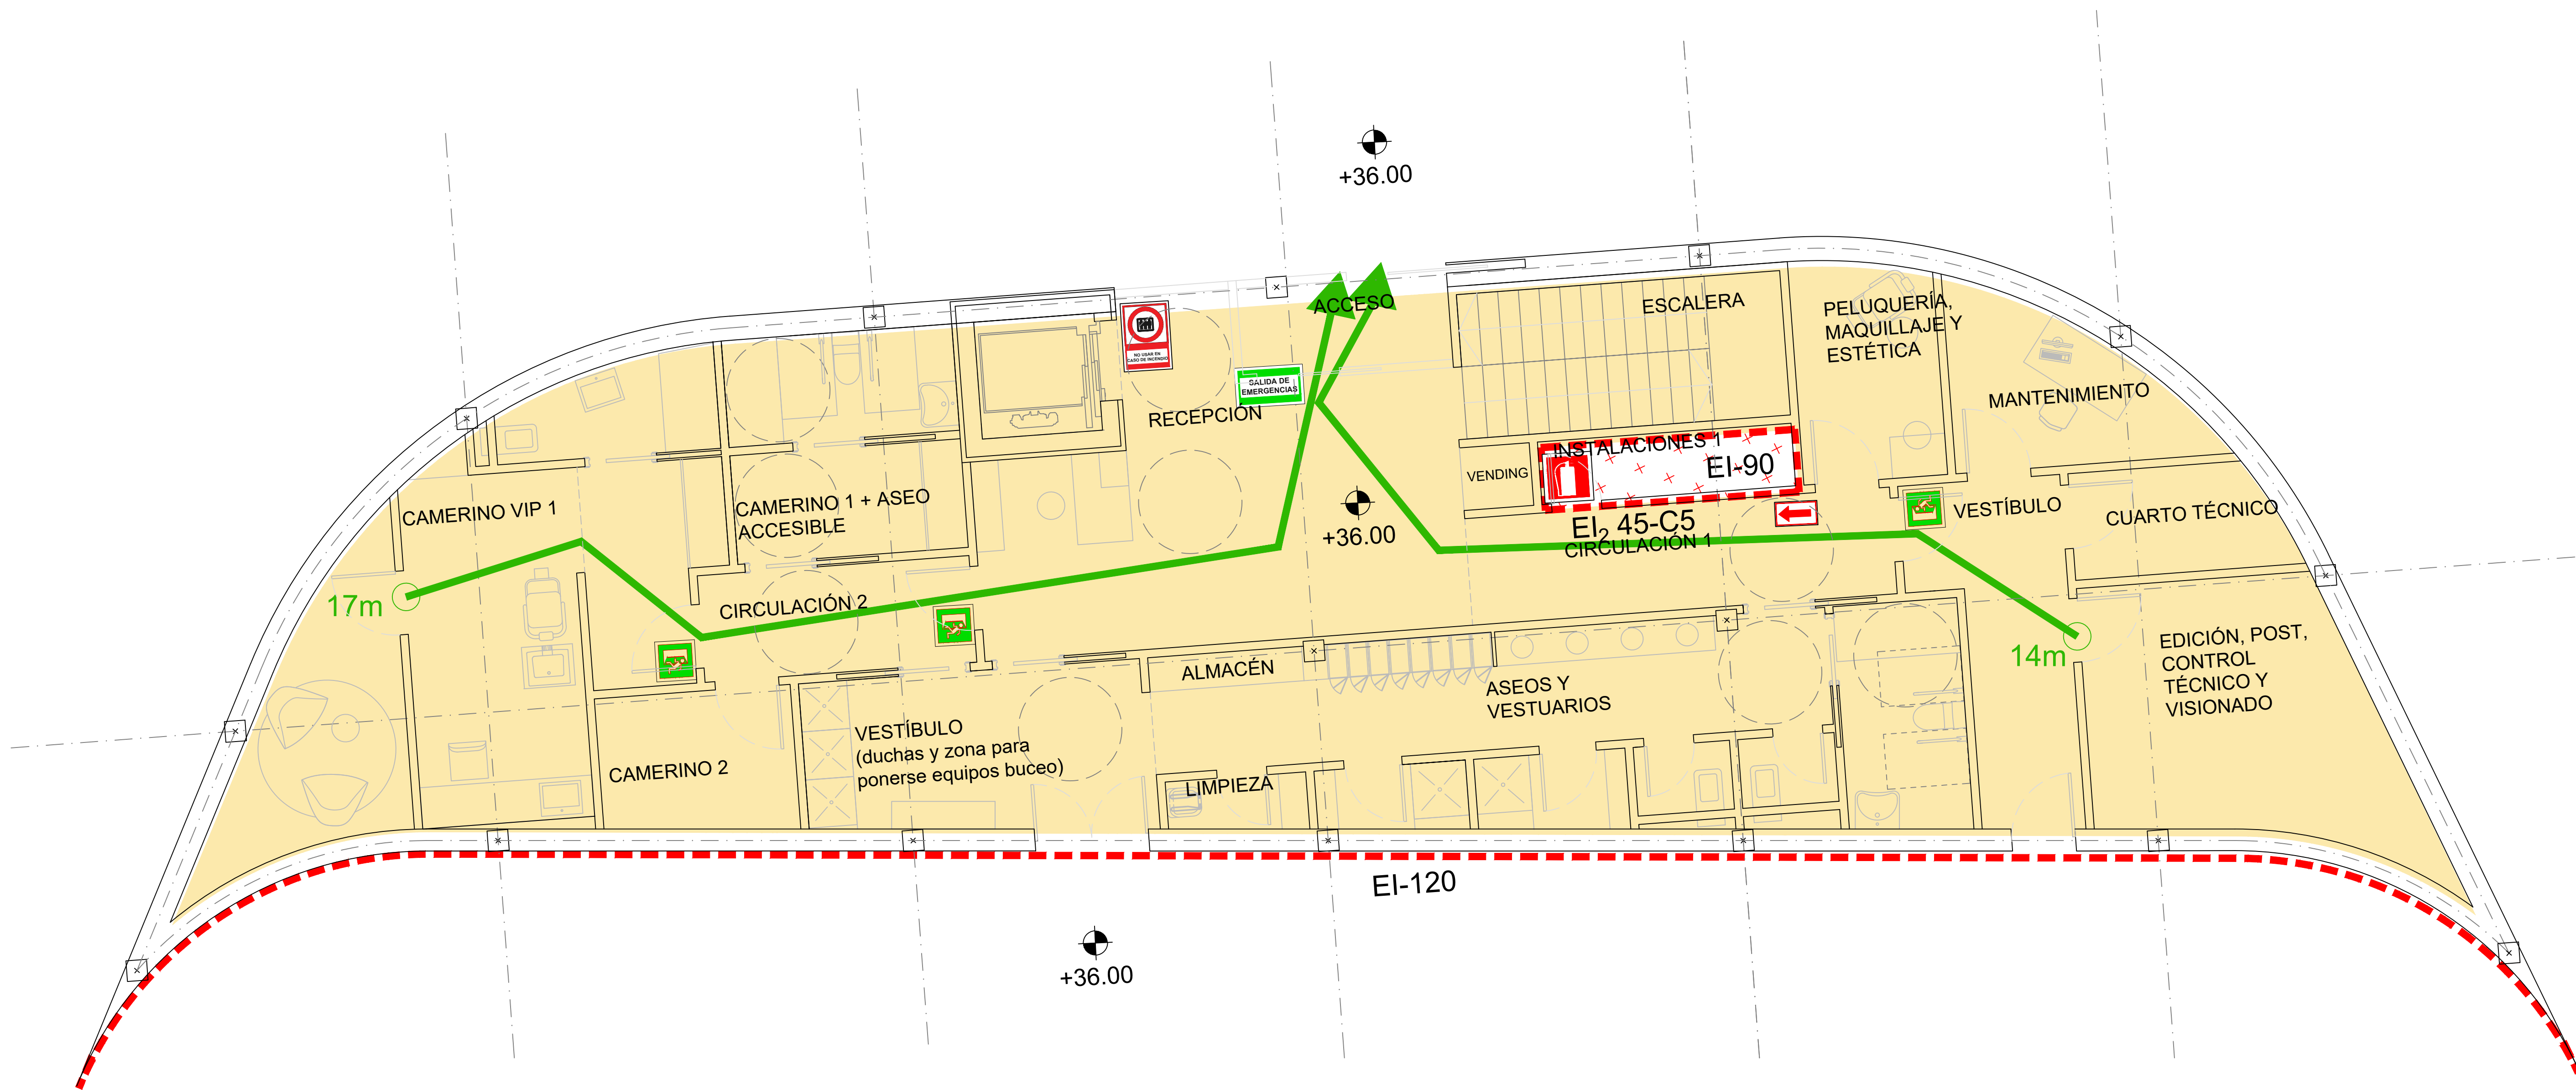 +36.00
ACCESO
ESCALERA
PELUQUERÍA,
MAQUILLAJE Y
ESTÉTICA
NO USAR EN
CASO DE INCENDIO
SALIDA DE
EMERGENCIAS
RECEPCIÓN
MANTENIMIENTO
INSTALACIONES 1
EI-90
VENDING
CAMERINO VIP 1
CAMERINO 1 + ASEO
ACCESIBLE
+36.00
EI2 45-C5
CIRCULACIÓN 1
VESTÍBULO
CUARTO TÉCNICO
17m
CIRCULACIÓN 2
14m
EDICIÓN, POST,
CONTROL
TÉCNICO Y
VISIONADO
ALMACÉN
ASEOS Y
VESTUARIOS
VESTÍBULO
(duchas y zona para
ponerse equipos buceo)
CAMERINO 2
LIMPIEZA
EI-120
+36.00